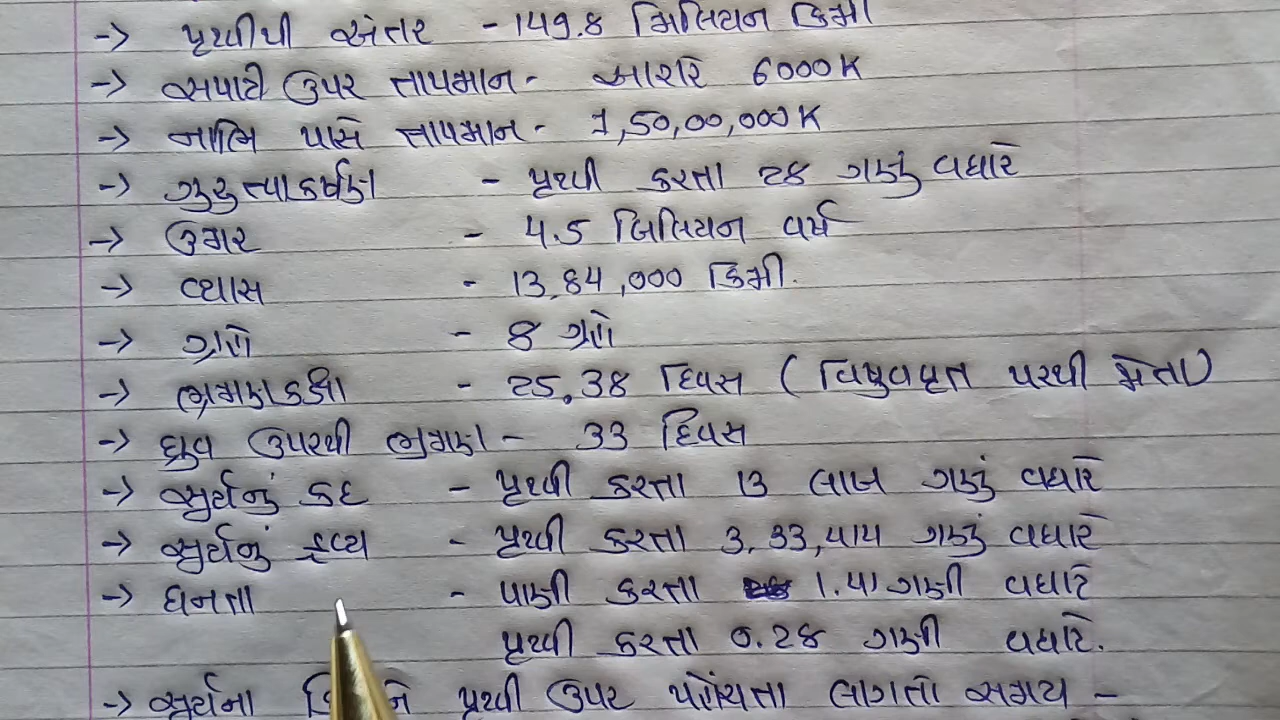 → પૃથ્વીથી અંતર - 149.8 મિલિયન કિમી
→ સપાટી ઉપર તાપમાન - આશરે 6000K
→ નાભિ પાસે તાપમાન - 1,50,00,000K
→ ગુરુત્વાકર્ષણ - પૃથ્વી કરતા 28 ગણું વધારે
→ ઉંમર - 4.5 બિલિયન વર્ષ
→ વ્યાસ - 13,84,000 કિમી.
→ ગ્રહો - 8 ગ્રહો
→ ભ્રમણકક્ષા - 25.38 દિવસ ( વિષુવવૃત પરથી જોતા)
→ ધ્રુવ ઉપરથી ભ્રમણ - 33 દિવસ
→ સુર્યનું કદ - પૃથ્વી કરતા 13 લાખ ગણું વધારે
→ સુર્યનું દ્રવ્ય - પૃથ્વી કરતા 3,33, ગણું વધારે
→ ઘનતા - પાણી કરતા 1.41 ગણી વધારે
પૃથ્વી કરતા 0.28 ગણી વધારે.
→ સુર્યના પૃથ્વી ઉપર પહોંચતા લાગતો સમય -